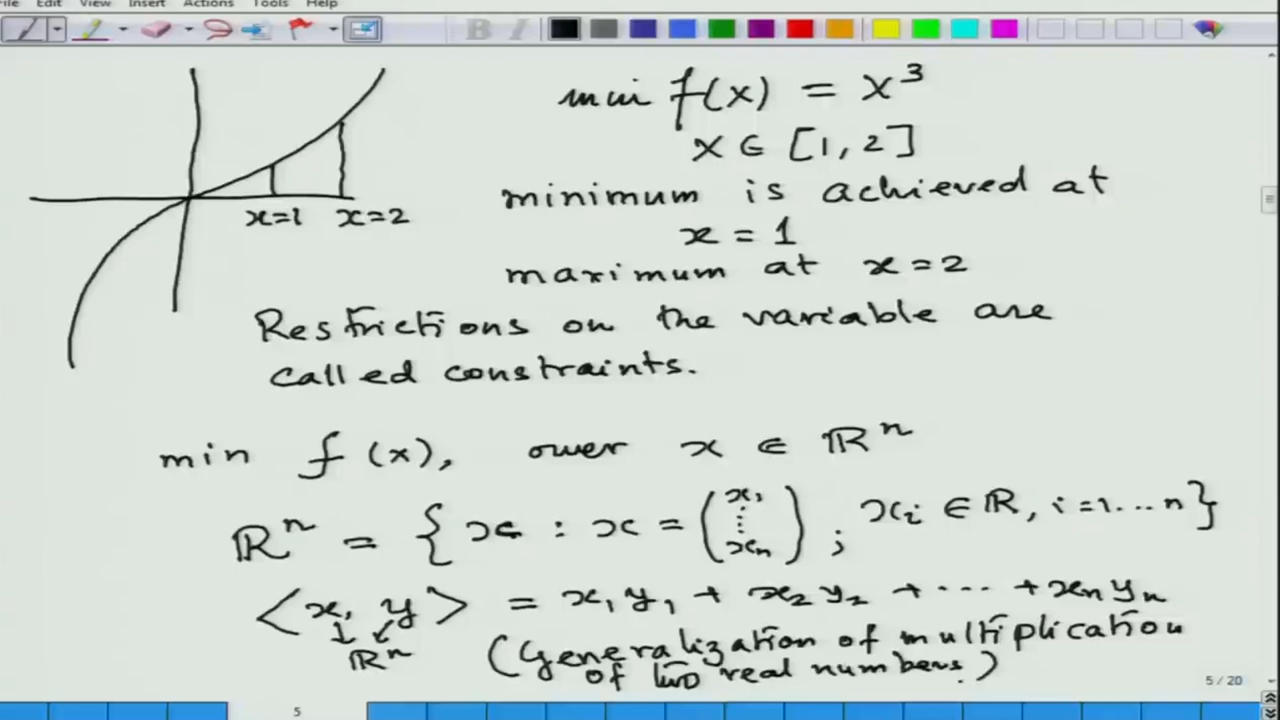 File Edit View Insert Actions Tools Help
B I
min f(x) = x³
x ∈ [1, 2]
minimum is achieved at
x = 1
maximum at x = 2
x=1 x=2
Restrictions on the variable are
called constraints.
min f(x), over x ∈ ℝⁿ
ℝⁿ = { x : x = (x₁ ⋮ xₙ) ; xᵢ ∈ ℝ, i=1...n}
⟨x, y⟩ = x₁y₁ + x₂y₂ + ... + xₙyₙ
↓ ↙
ℝⁿ
(Generalization of multiplication
of two real numbers.)
5 / 20
5